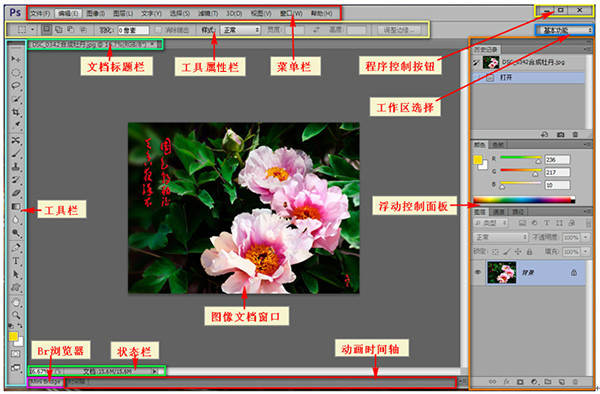 文件(F) 编辑(E) 图像(I) 图层(L) 文字(Y) 选择(S) 滤镜(T) 3D(D) 视图(V) 窗口(W) 帮助(H)
羽化: 0 像素 消除锯齿 样式: 正常 宽度: 高度: 调整边缘... 基本功能
DSC_0342合成牡丹.jpg @
文档标题栏
工具属性栏
菜单栏
程序控制按钮
工作区选择
历史记录
DSC_0342合成牡丹.jpg
打开
颜色 色板
R 236
G 217
B 10
浮动控制面板
图层 通道 路径
类型
正常 不透明度: 100%
锁定: 填充: 100%
背景
工具栏
图像文档窗口
Br浏览器
状态栏
动画时间轴
16.67% 文档:15.6M/15.6M
Mini Bridge 时间轴